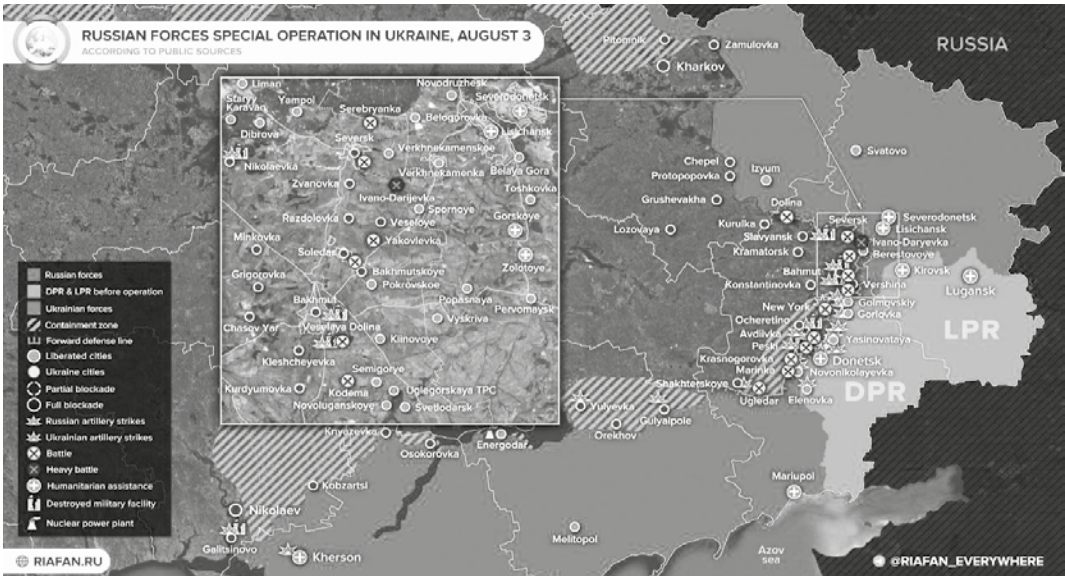 RUSSIAN FORCES SPECIAL OPERATION IN UKRAINE, AUGUST 3
ACCORDING TO PUBLIC SOURCES
RUSSIA
Pitomnik
Zamulovka
Kharkov
Liman
Novodruzhesk
Staryy
Karavan
Yampol
Serebryanka
Severodonetsk
Dibrova
Belogorovka
Lisichansk
Seversk
Verkhnekamenskoe
Nikolaevka
Verkhnekamenka
Belaya Gora
Zvanovka
Ivano-Darijevka
Toshkovka
Spornoye
Razdolovka
Veseloye
Gorskoye
Minkovka
Yakovlevka
Soledar
Zolotoye
Grigorovka
Bakhmutskoye
Pokrovskoe
Bakhmut
Popasnaya
Pervomaysk
Chasov Yar
Veselaya Dolina
Vyskriva
Klinovoye
Kleshcheyevka
Semigorye
Kurdyumovka
Kodema
Uglegorskaya TPC
Novoluganskoye
Svetlodarsk
Chepel
Svatovo
Protopopovka
Izyum
Grushevakha
Dolina
Kurulka
Seversk
Severodonetsk
Lozovaya
Slavyansk
Lisichansk
Ivano-Daryevka
Kramatorsk
Berestovoye
Bahmut
Kirovsk
Konstantinovka
Vershina
Lugansk
New York
Golmovskiy
Gorlovka
Ocheretino
LPR
Avdiivka
Yasinovataya
Peski
Krasnogorovka
Donetsk
Marinka
Novonikolayevka
DPR
Shakhterskoye
Ugledar
Elenovka
Yulyevka
Gulyaipole
Orekhov
Knyazevka
Osokorovka
Energodar
Kobzartsi
Mariupol
Nikolaev
Galitsinovo
Kherson
Melitopol
Azov
sea
Russian forces
DPR & LPR before operation
Ukrainian forces
Containment zone
Forward defense line
Liberated cities
Ukraine cities
Partial blockade
Full blockade
Russian artillery strikes
Ukrainian artillery strikes
Battle
Heavy battle
Humanitarian assistance
Destroyed military facility
Nuclear power plant
RIAFAN.RU
@RIAFAN_EVERYWHERE